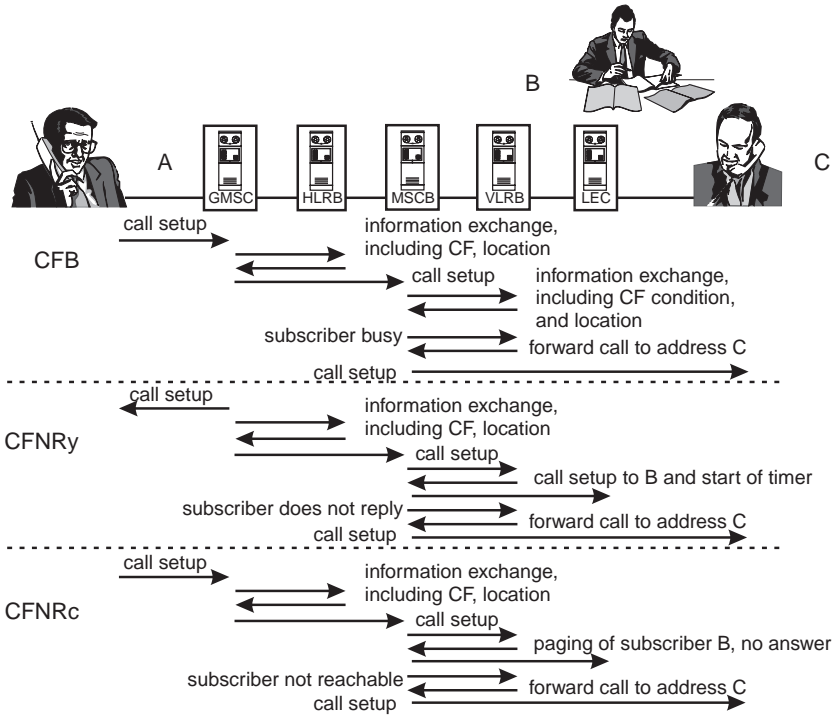 B
A
C
GMSC
HLRB
MSCB
VLRB
LEC
CFB
call setup
information exchange,
including CF, location
call setup
information exchange,
including CF condition,
and location
subscriber busy
forward call to address C
call setup
CFNRy
call setup
information exchange,
including CF, location
call setup
call setup to B and start of timer
subscriber does not reply
forward call to address C
call setup
CFNRc
call setup
information exchange,
including CF, location
call setup
paging of subscriber B, no answer
subscriber not reachable
forward call to address C
call setup